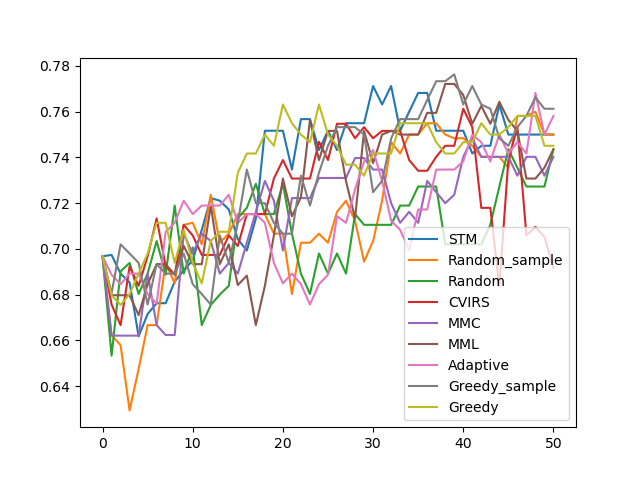 0.78
0.76
0.74
0.72
0.70
0.68
0.66
0.64
0
10
20
30
40
50
STM
Random_sample
Random
CVIRS
MMC
MML
Adaptive
Greedy_sample
Greedy